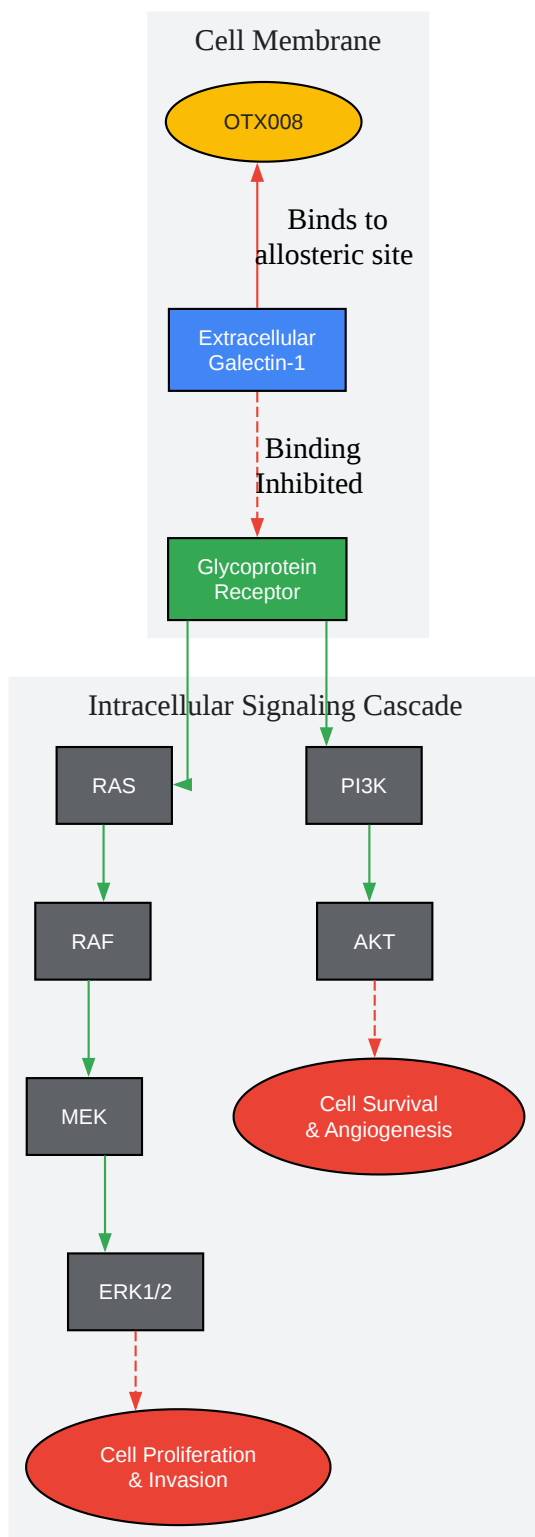 Cell Membrane
OTX008
Binds to
allosteric site
Extracellular
Galectin-1
Binding
Inhibited
Glycoprotein
Receptor
Intracellular Signaling Cascade
RAS
PI3K
RAF
AKT
MEK
Cell Survival
& Angiogenesis
ERK1/2
Cell Proliferation
& Invasion